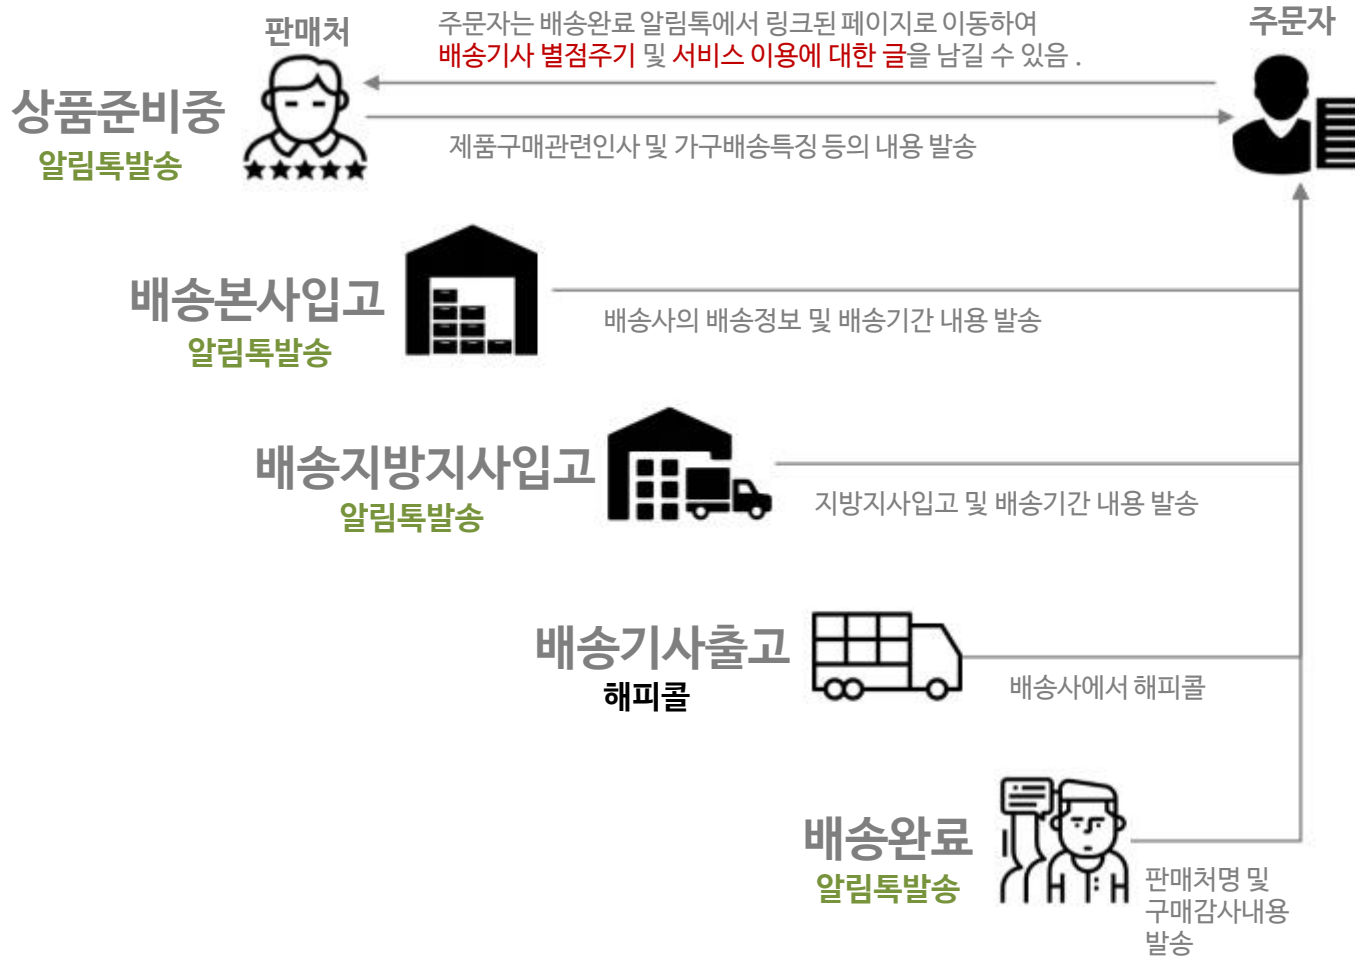 판매처
주문자는 배송완료 알림톡에서 링크된 페이지로 이동하여
배송기사 별점주기 및 서비스 이용에 대한 글을 남길 수 있음 .
주문자
상품준비중
알림톡발송
제품구매관련인사 및 가구배송특징 등의 내용 발송
배송본사입고
알림톡발송
배송사의 배송정보 및 배송기간 내용 발송
배송지방지사입고
알림톡발송
지방지사입고 및 배송기간 내용 발송
배송기사출고
해피콜
배송사에서 해피콜
배송완료
알림톡발송
판매처명 및
구매감사내용
발송